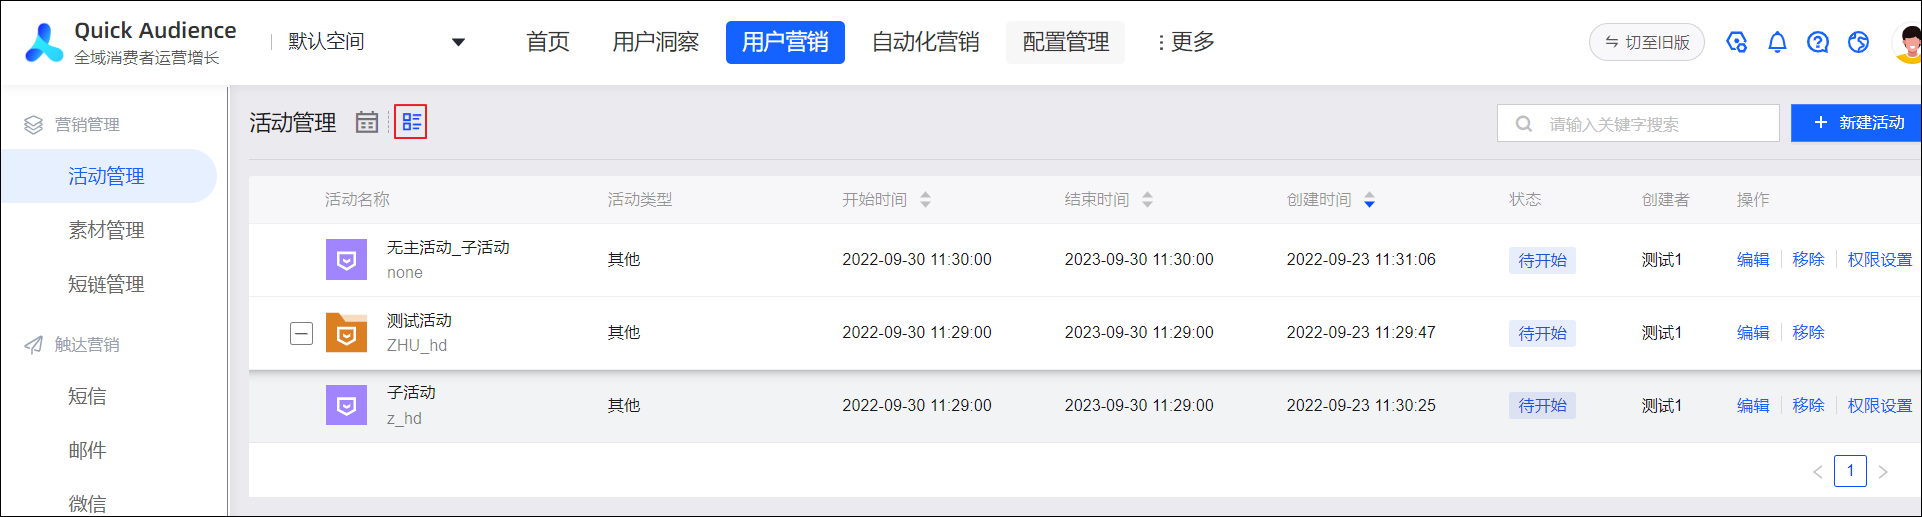 Quick Audience
全域消费者运营增长
默认空间
首页
用户洞察
用户营销
自动化营销
配置管理
更多
切至旧版
营销管理
活动管理
素材管理
短链管理
触达营销
短信
邮件
微信
活动管理
请输入关键字搜索
+ 新建活动
活动名称 活动类型 开始时间 结束时间 创建时间 状态 创建者 操作
无主活动_子活动
none
其他 2022-09-30 11:30:00 2023-09-30 11:30:00 2022-09-23 11:31:06 待开始 测试1 编辑 移除 权限设置
测试活动
ZHU_hd
其他 2022-09-30 11:29:00 2023-09-30 11:29:00 2022-09-23 11:29:47 待开始 测试1 编辑 移除
子活动
z_hd
其他 2022-09-30 11:29:00 2023-09-30 11:29:00 2022-09-23 11:30:25 待开始 测试1 编辑 移除 权限设置
1